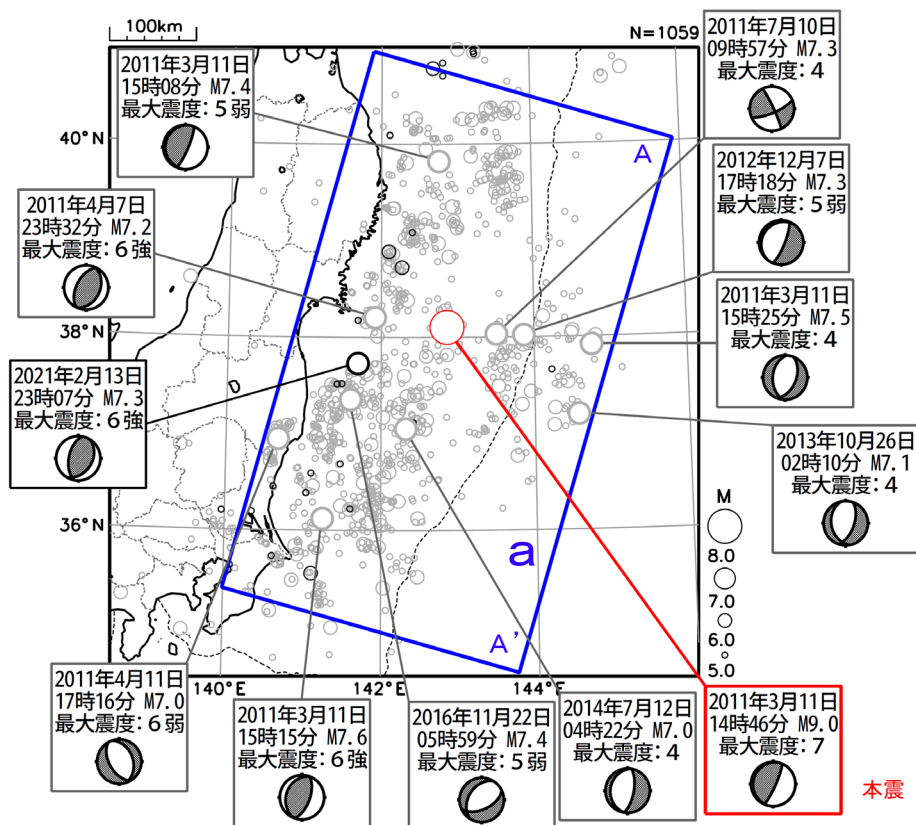 100km
N=1059
2011年7月10日
09時57分 M7.3
最大震度:4
2011年3月11日
15時08分 M7.4
最大震度:5弱
40°N
A
2012年12月7日
17時18分 M7.3
最大震度:5弱
2011年4月7日
23時32分 M7.2
最大震度:6強
2011年3月11日
15時25分 M7.5
最大震度:4
38°N
2021年2月13日
23時07分 M7.3
最大震度:6強
2013年10月26日
02時10分 M7.1
最大震度:4
36°N
a
M
8.0
7.0
6.0
5.0
A'
140°E
142°E
144°E
2011年4月11日
17時16分 M7.0
最大震度:6弱
2011年3月11日
15時15分 M7.6
最大震度:6強
2016年11月22日
05時59分 M7.4
最大震度:5弱
2014年7月12日
04時22分 M7.0
最大震度:4
2011年3月11日
14時46分 M9.0
最大震度:7
本震